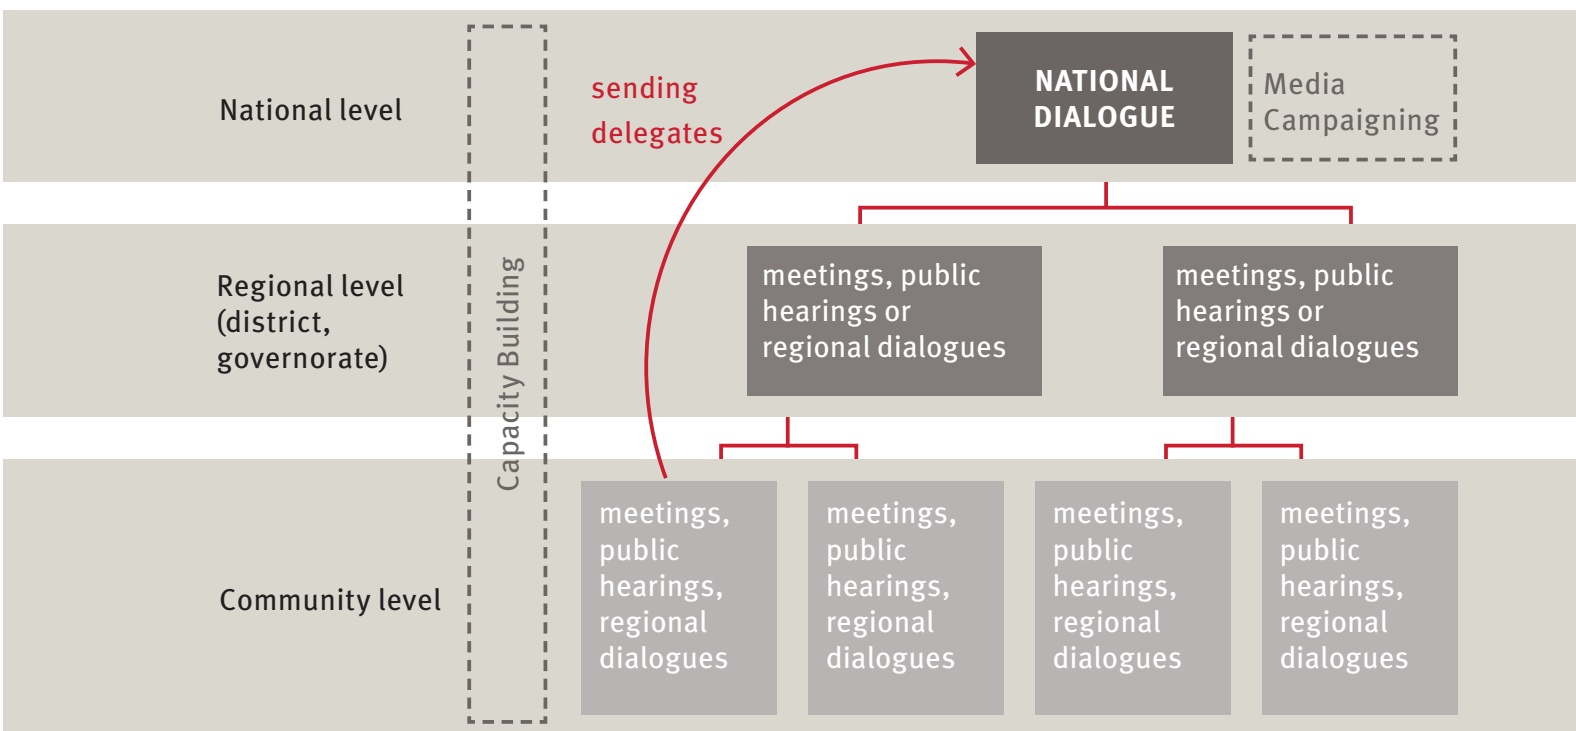 National level
sending
delegates
NATIONAL
DIALOGUE
Media
Campaigning
Capacity Building
Regional level
(district,
governorate)
meetings, public
hearings or
regional dialogues
meetings, public
hearings or
regional dialogues
Community level
meetings,
public
hearings,
regional
dialogues
meetings,
public
hearings,
regional
dialogues
meetings,
public
hearings,
regional
dialogues
meetings,
public
hearings,
regional
dialogues